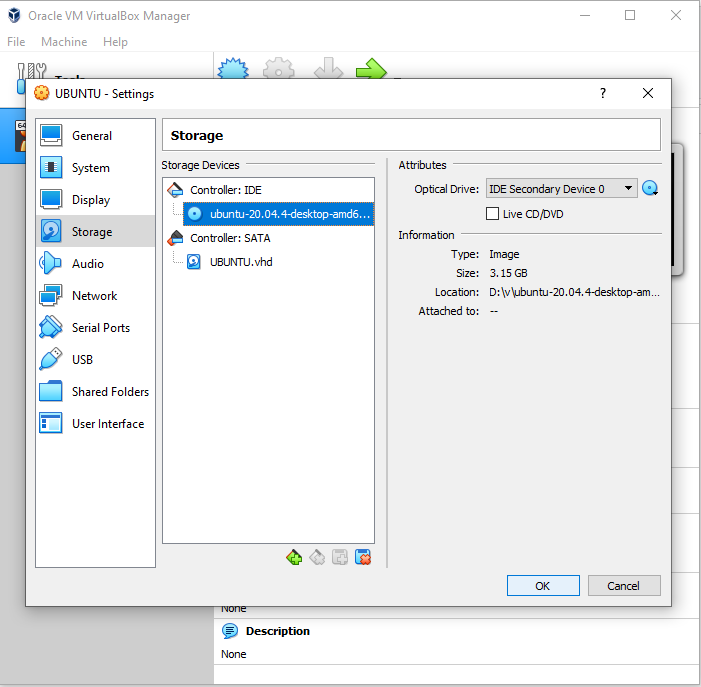 Oracle VM VirtualBox Manager
File Machine Help
Tools
UBUNTU - Settings
?
General
System
Display
Storage
Audio
Network
Serial Ports
USB
Shared Folders
User Interface
Storage
Storage Devices
Controller: IDE
ubuntu-20.04.4-desktop-amd6...
Controller: SATA
UBUNTU.vhd
Attributes
Optical Drive: IDE Secondary Device 0
Live CD/DVD
Information
Type: Image
Size: 3.15 GB
Location: D:\v\ubuntu-20.04.4-desktop-am...
Attached to: --
OK Cancel
None
Description
None